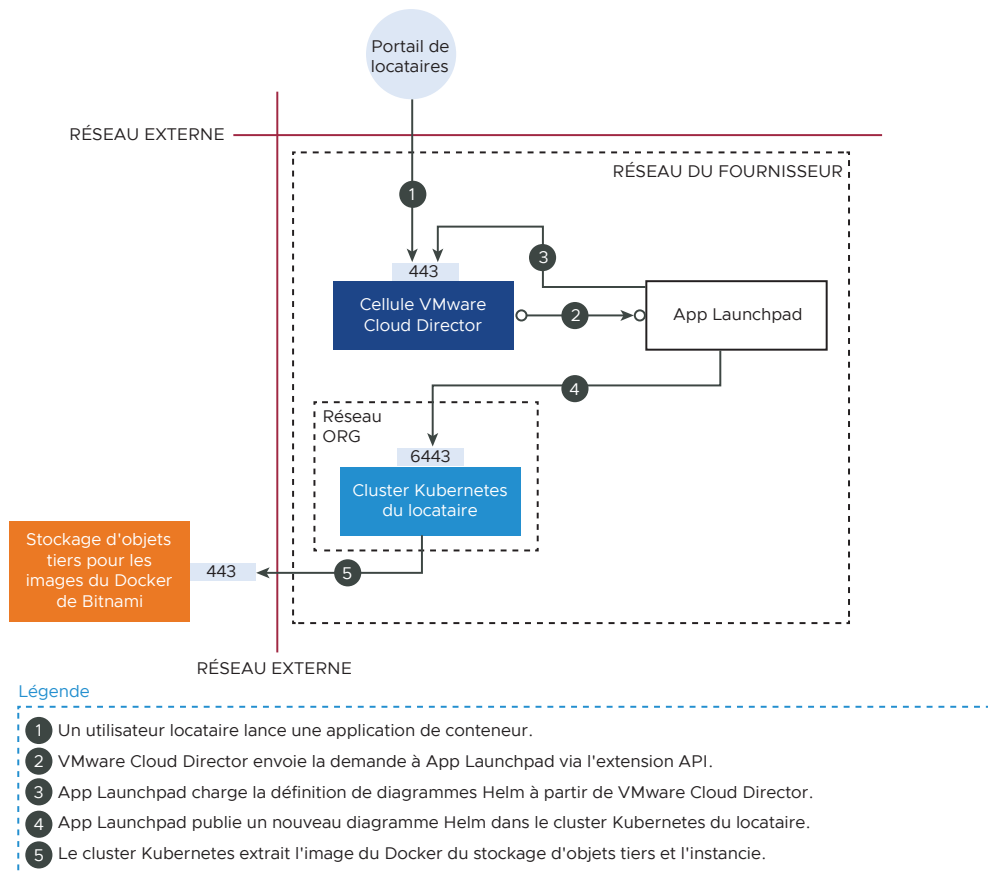 Portail de
locataires
RÉSEAU EXTERNE
RÉSEAU DU FOURNISSEUR
1
3
443
Cellule VMware
Cloud Director
2
App Launchpad
4
Réseau
ORG
6443
Cluster Kubernetes
du locataire
Stockage d'objets
tiers pour les
images du Docker
de Bitnami
443
5
RÉSEAU EXTERNE
Légende
1 Un utilisateur locataire lance une application de conteneur.
2 VMware Cloud Director envoie la demande à App Launchpad via l'extension API.
3 App Launchpad charge la définition de diagrammes Helm à partir de VMware Cloud Director.
4 App Launchpad publie un nouveau diagramme Helm dans le cluster Kubernetes du locataire.
5 Le cluster Kubernetes extrait l'image du Docker du stockage d'objets tiers et l'instancie.